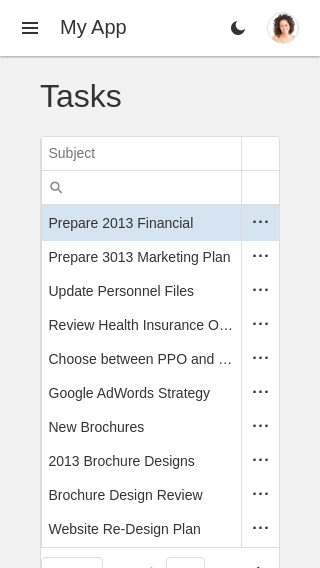 My App
Tasks
Subject
Prepare 2013 Financial
Prepare 3013 Marketing Plan
Update Personnel Files
Review Health Insurance O...
Choose between PPO and ...
Google AdWords Strategy
New Brochures
2013 Brochure Designs
Brochure Design Review
Website Re-Design Plan